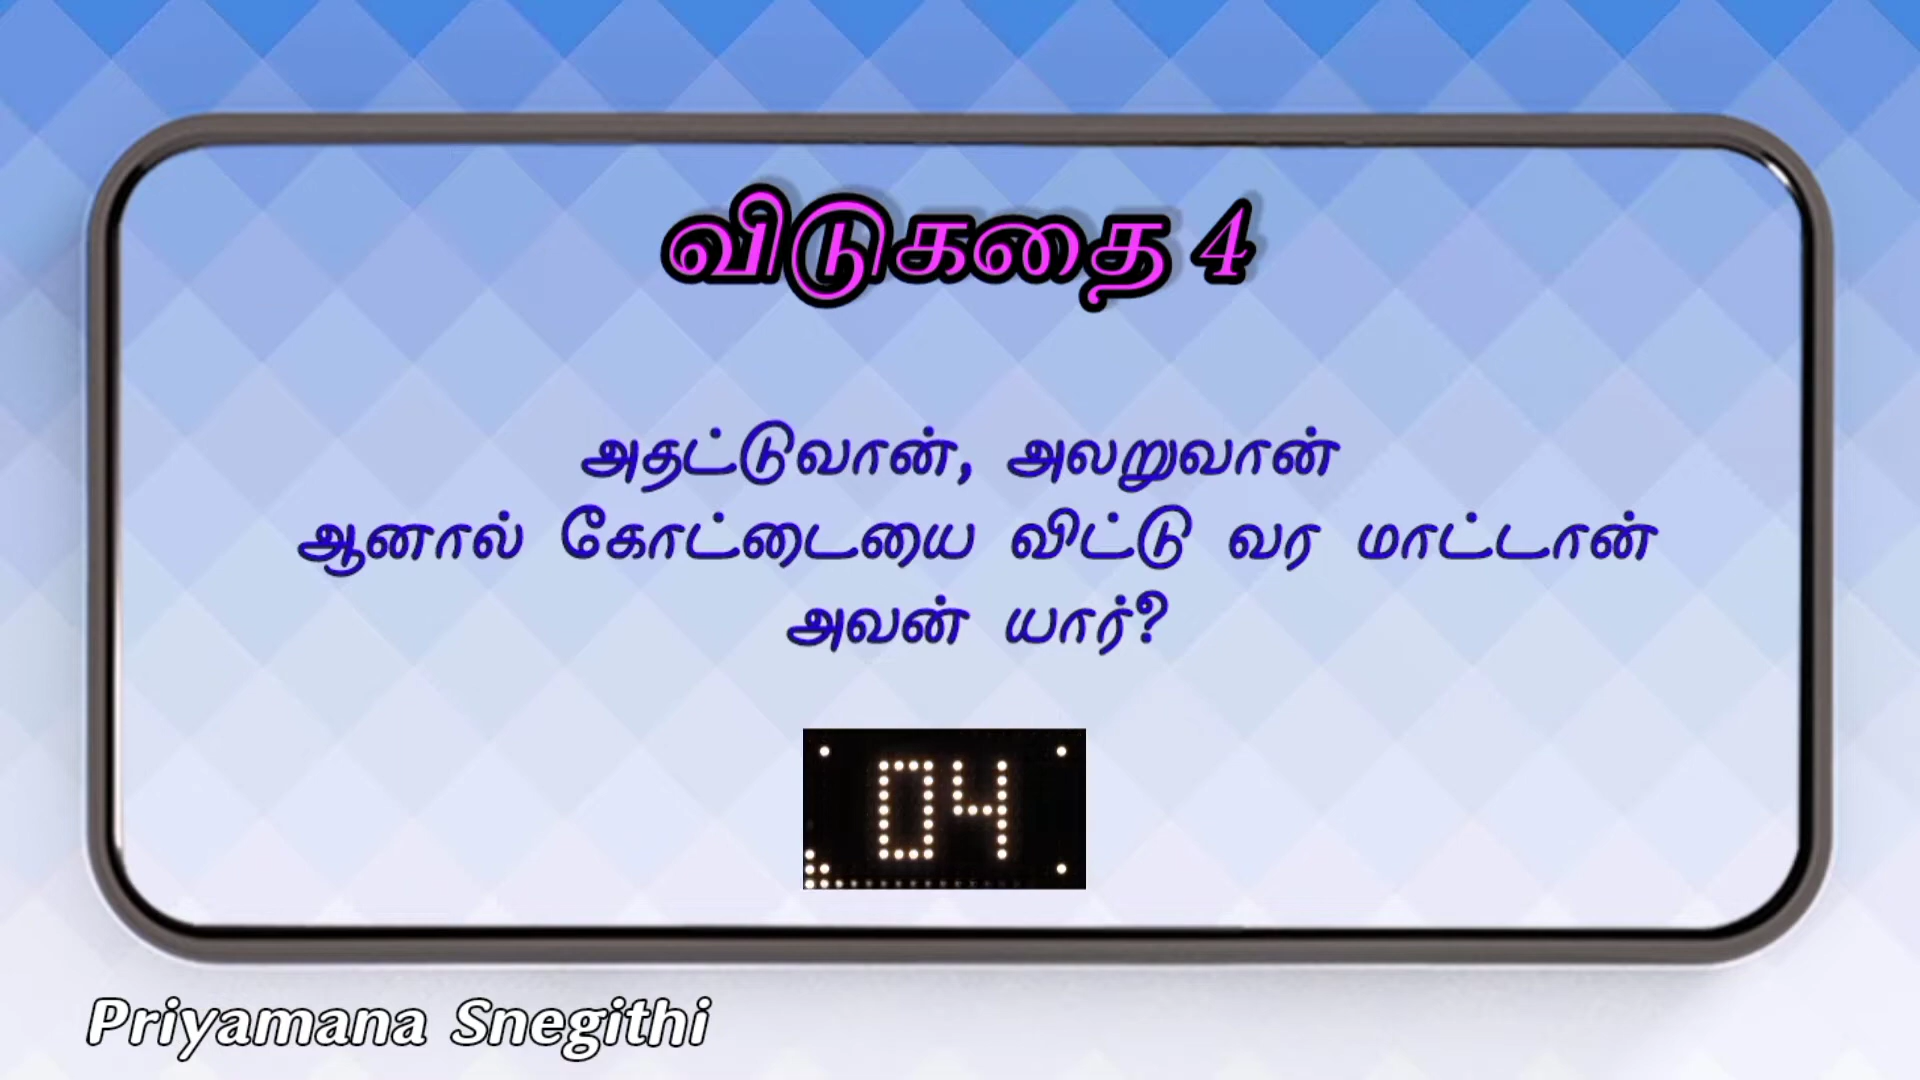 விடுகதை 4
அதட்டுவான், அலறுவான்
ஆனால் கோட்டையை விட்டு வர மாட்டான்
அவன் யார்?
04
Priyamana Snegithi